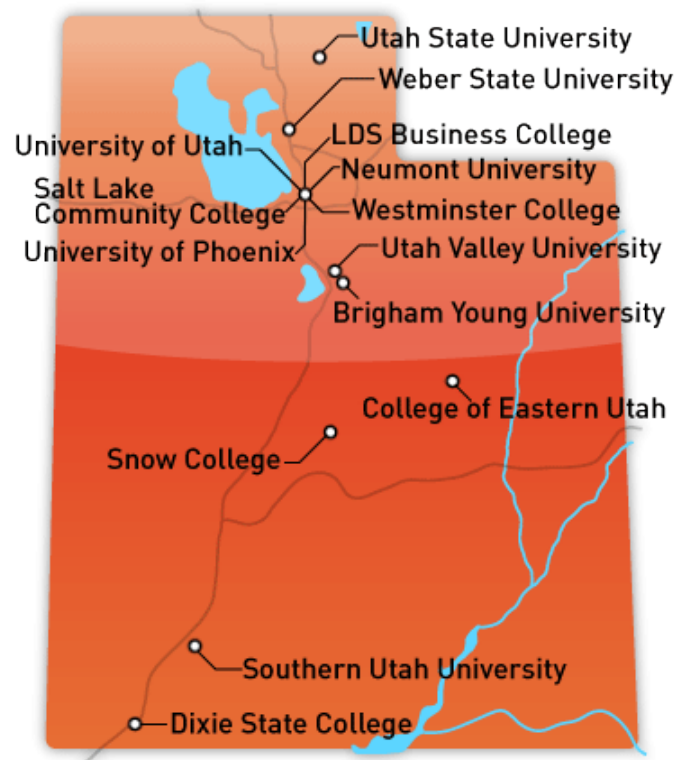 Utah State University
Weber State University
LDS Business College
University of Utah
Neumont University
Salt Lake
Community College
Westminster College
University of Phoenix
Utah Valley University
Brigham Young University
College of Eastern Utah
Snow College
Southern Utah University
Dixie State College